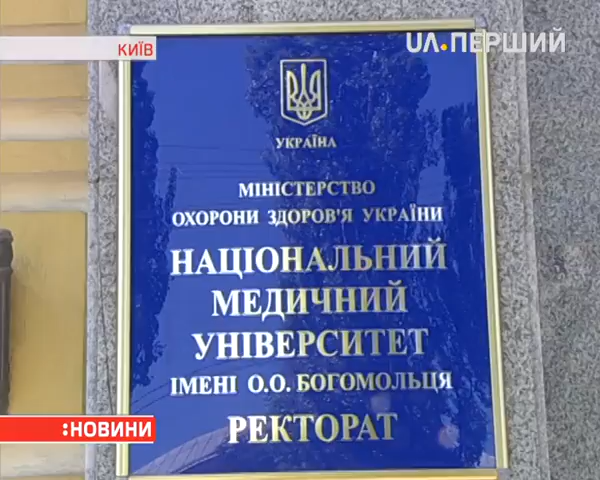 КИЇВ
UA:ПЕРШИЙ
УКРАЇНА
МІНІСТЕРСТВО
ОХОРОНИ ЗДОРОВ'Я УКРАЇНИ
НАЦІОНАЛЬНИЙ
МЕДИЧНИЙ
УНІВЕРСИТЕТ
ІМЕНІ О.О. БОГОМОЛЬЦЯ
РЕКТОРАТ
:НОВИНИ